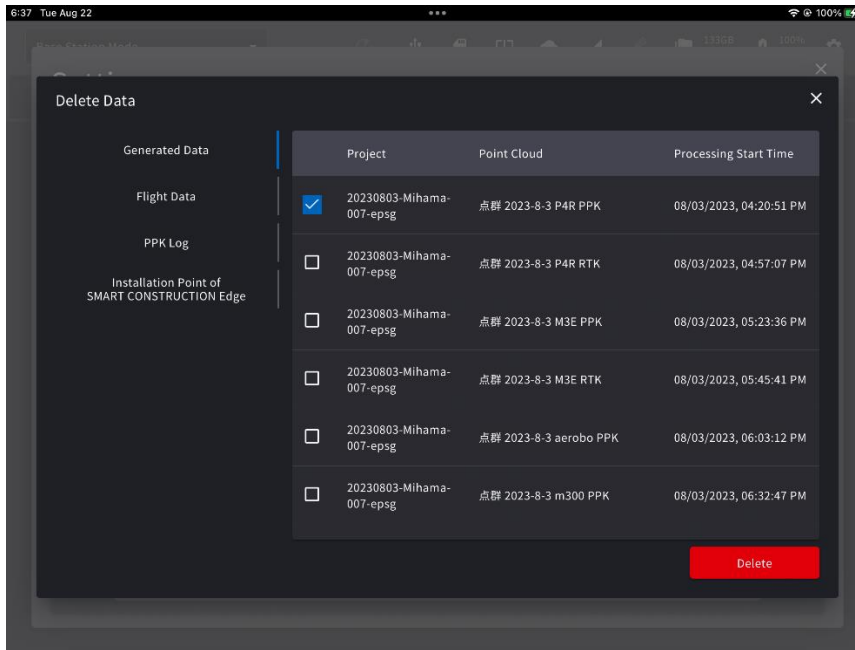 6:37 Tue Aug 22
100%
Base Station Mode
133GB
100%
Delete Data
Generated Data
Flight Data
PPK Log
Installation Point of
SMART CONSTRUCTION Edge
Project Point Cloud Processing Start Time
20230803-Mihama-
007-epsg
点群 2023-8-3 P4R PPK
08/03/2023, 04:20:51 PM
20230803-Mihama-
007-epsg
点群 2023-8-3 P4R RTK
08/03/2023, 04:57:07 PM
20230803-Mihama-
007-epsg
点群 2023-8-3 M3E PPK
08/03/2023, 05:23:36 PM
20230803-Mihama-
007-epsg
点群 2023-8-3 M3E RTK
08/03/2023, 05:45:41 PM
20230803-Mihama-
007-epsg
点群 2023-8-3 aerobo PPK
08/03/2023, 06:03:12 PM
20230803-Mihama-
007-epsg
点群 2023-8-3 m300 PPK
08/03/2023, 06:32:47 PM
Delete